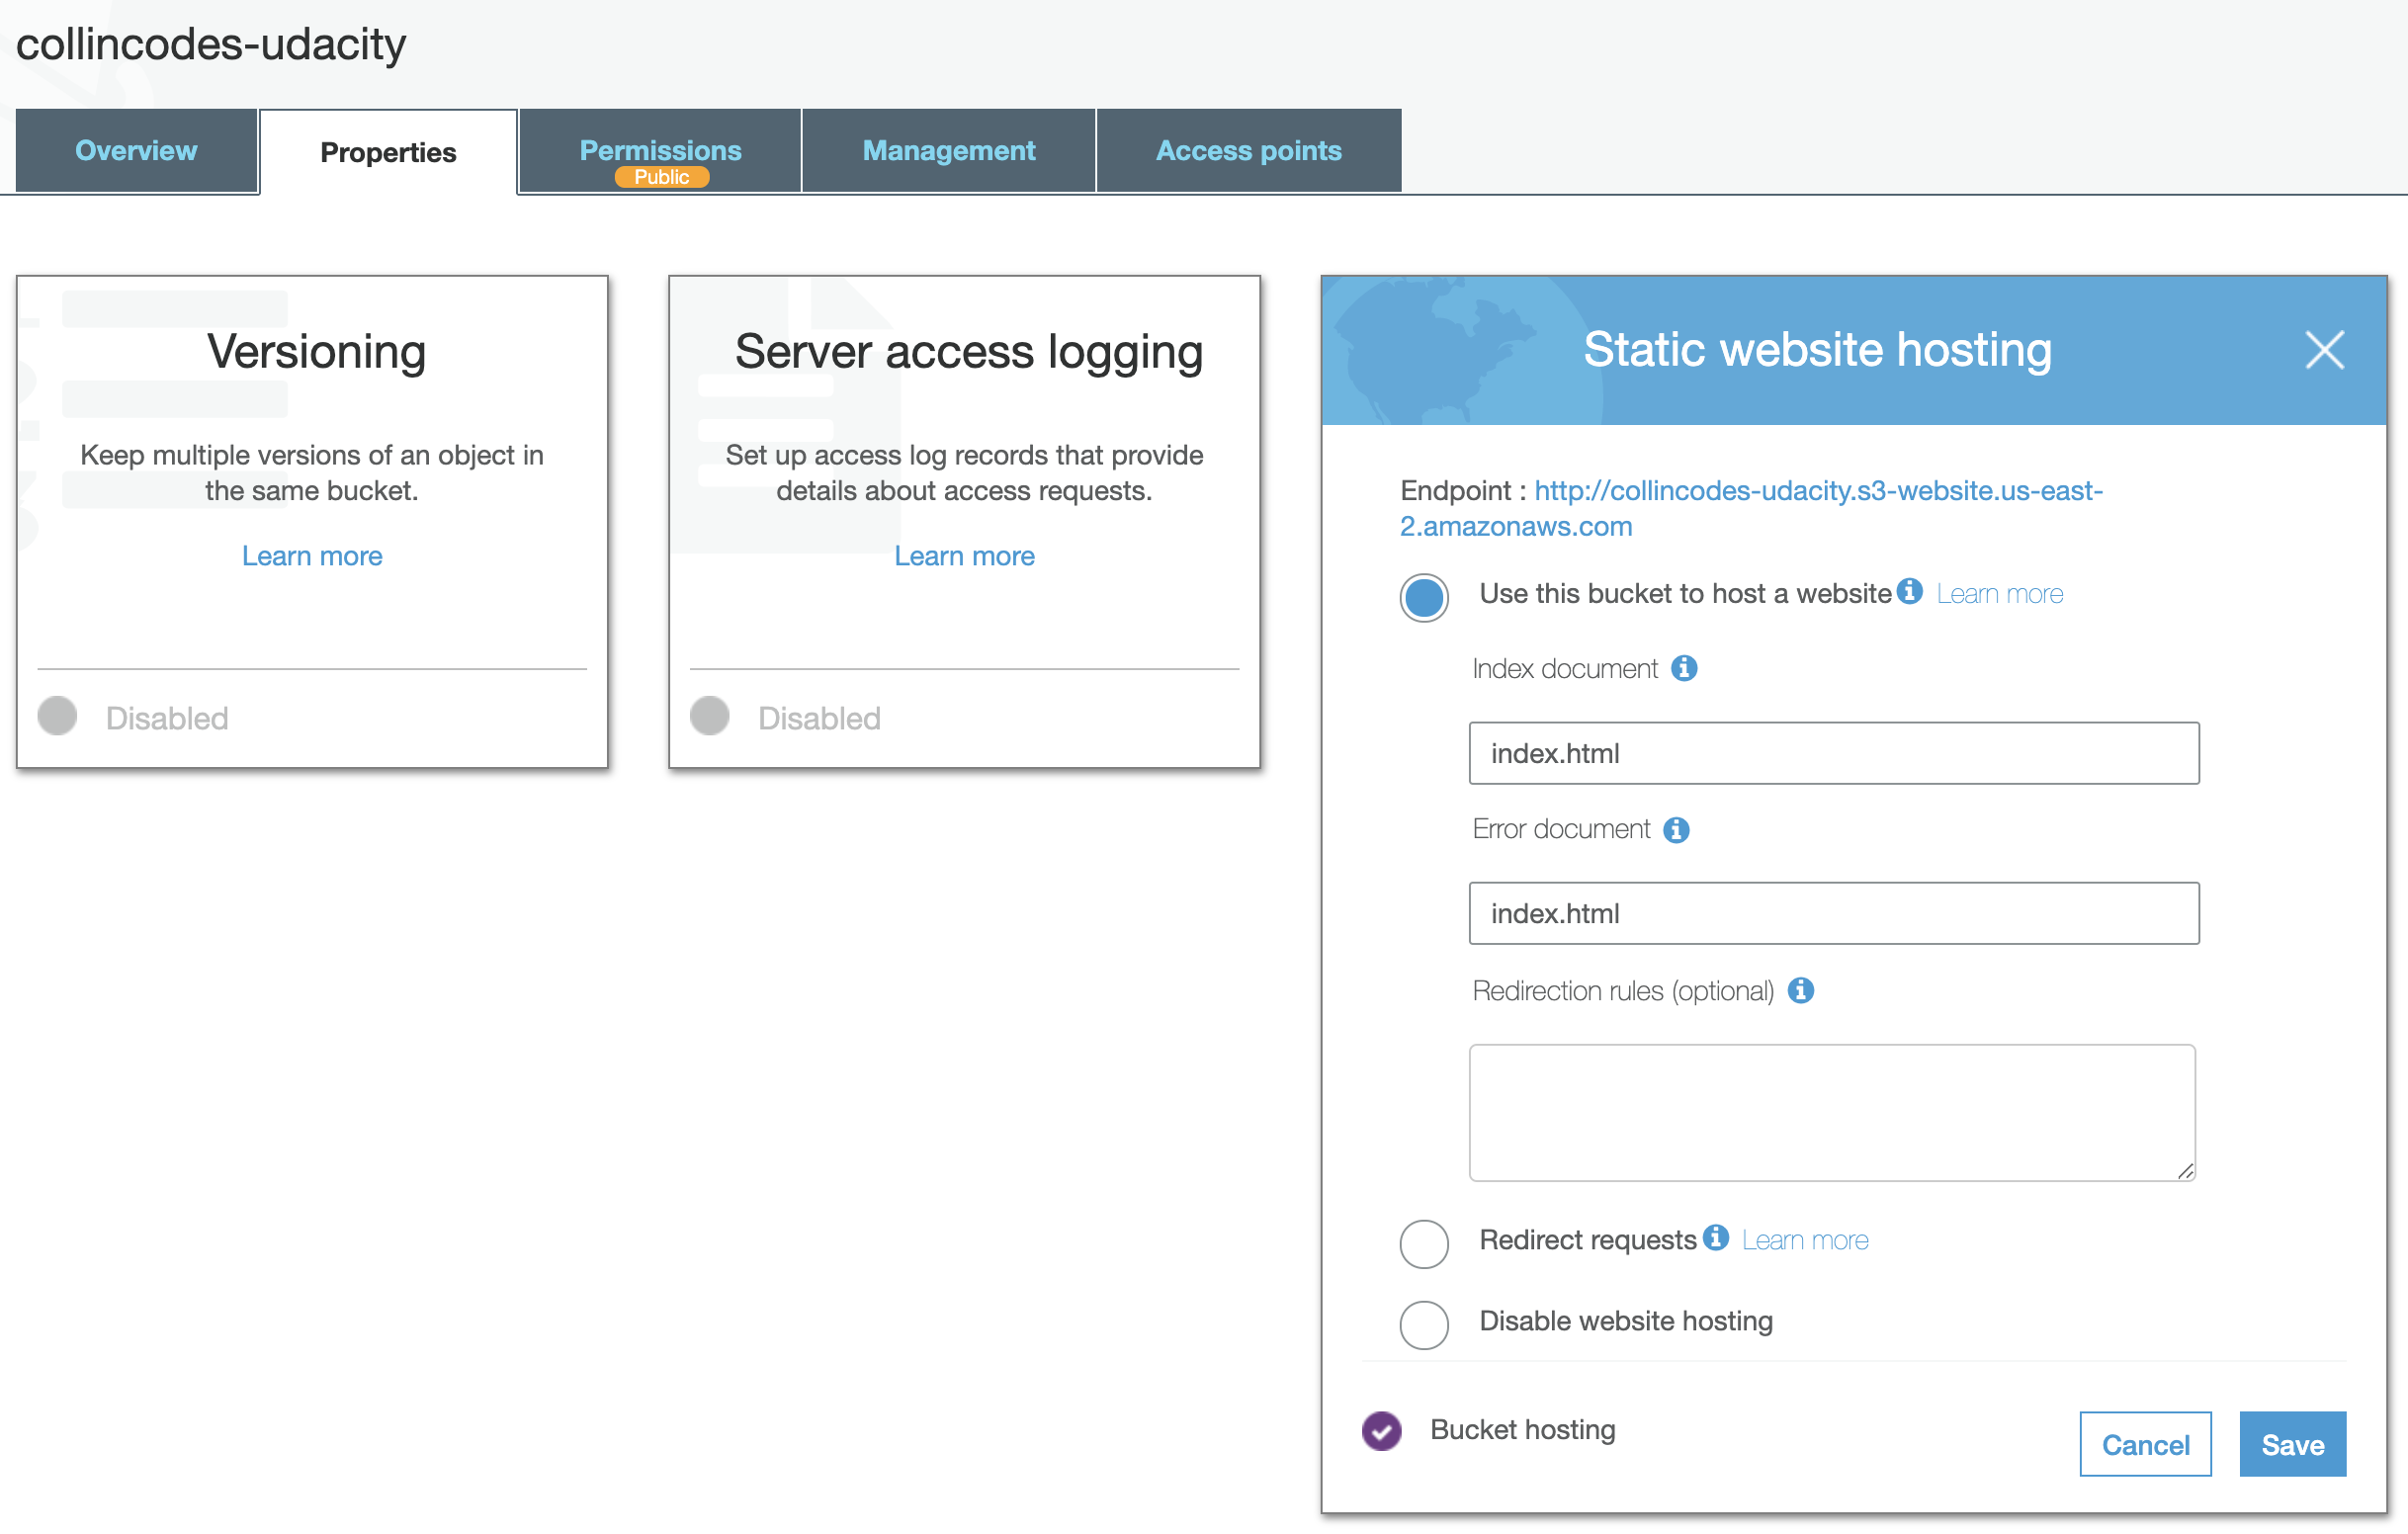 collincodes-udacity
Overview
Properties
Permissions
Public
Management
Access points
Versioning
Keep multiple versions of an object in
the same bucket.
Learn more
Disabled
Server access logging
Set up access log records that provide
details about access requests.
Learn more
Disabled
Static website hosting
Endpoint : http://collincodes-udacity.s3-website.us-east-
2.amazonaws.com
Use this bucket to host a website Learn more
Index document
index.html
Error document
index.html
Redirection rules (optional)
Redirect requests Learn more
Disable website hosting
Bucket hosting
Cancel
Save